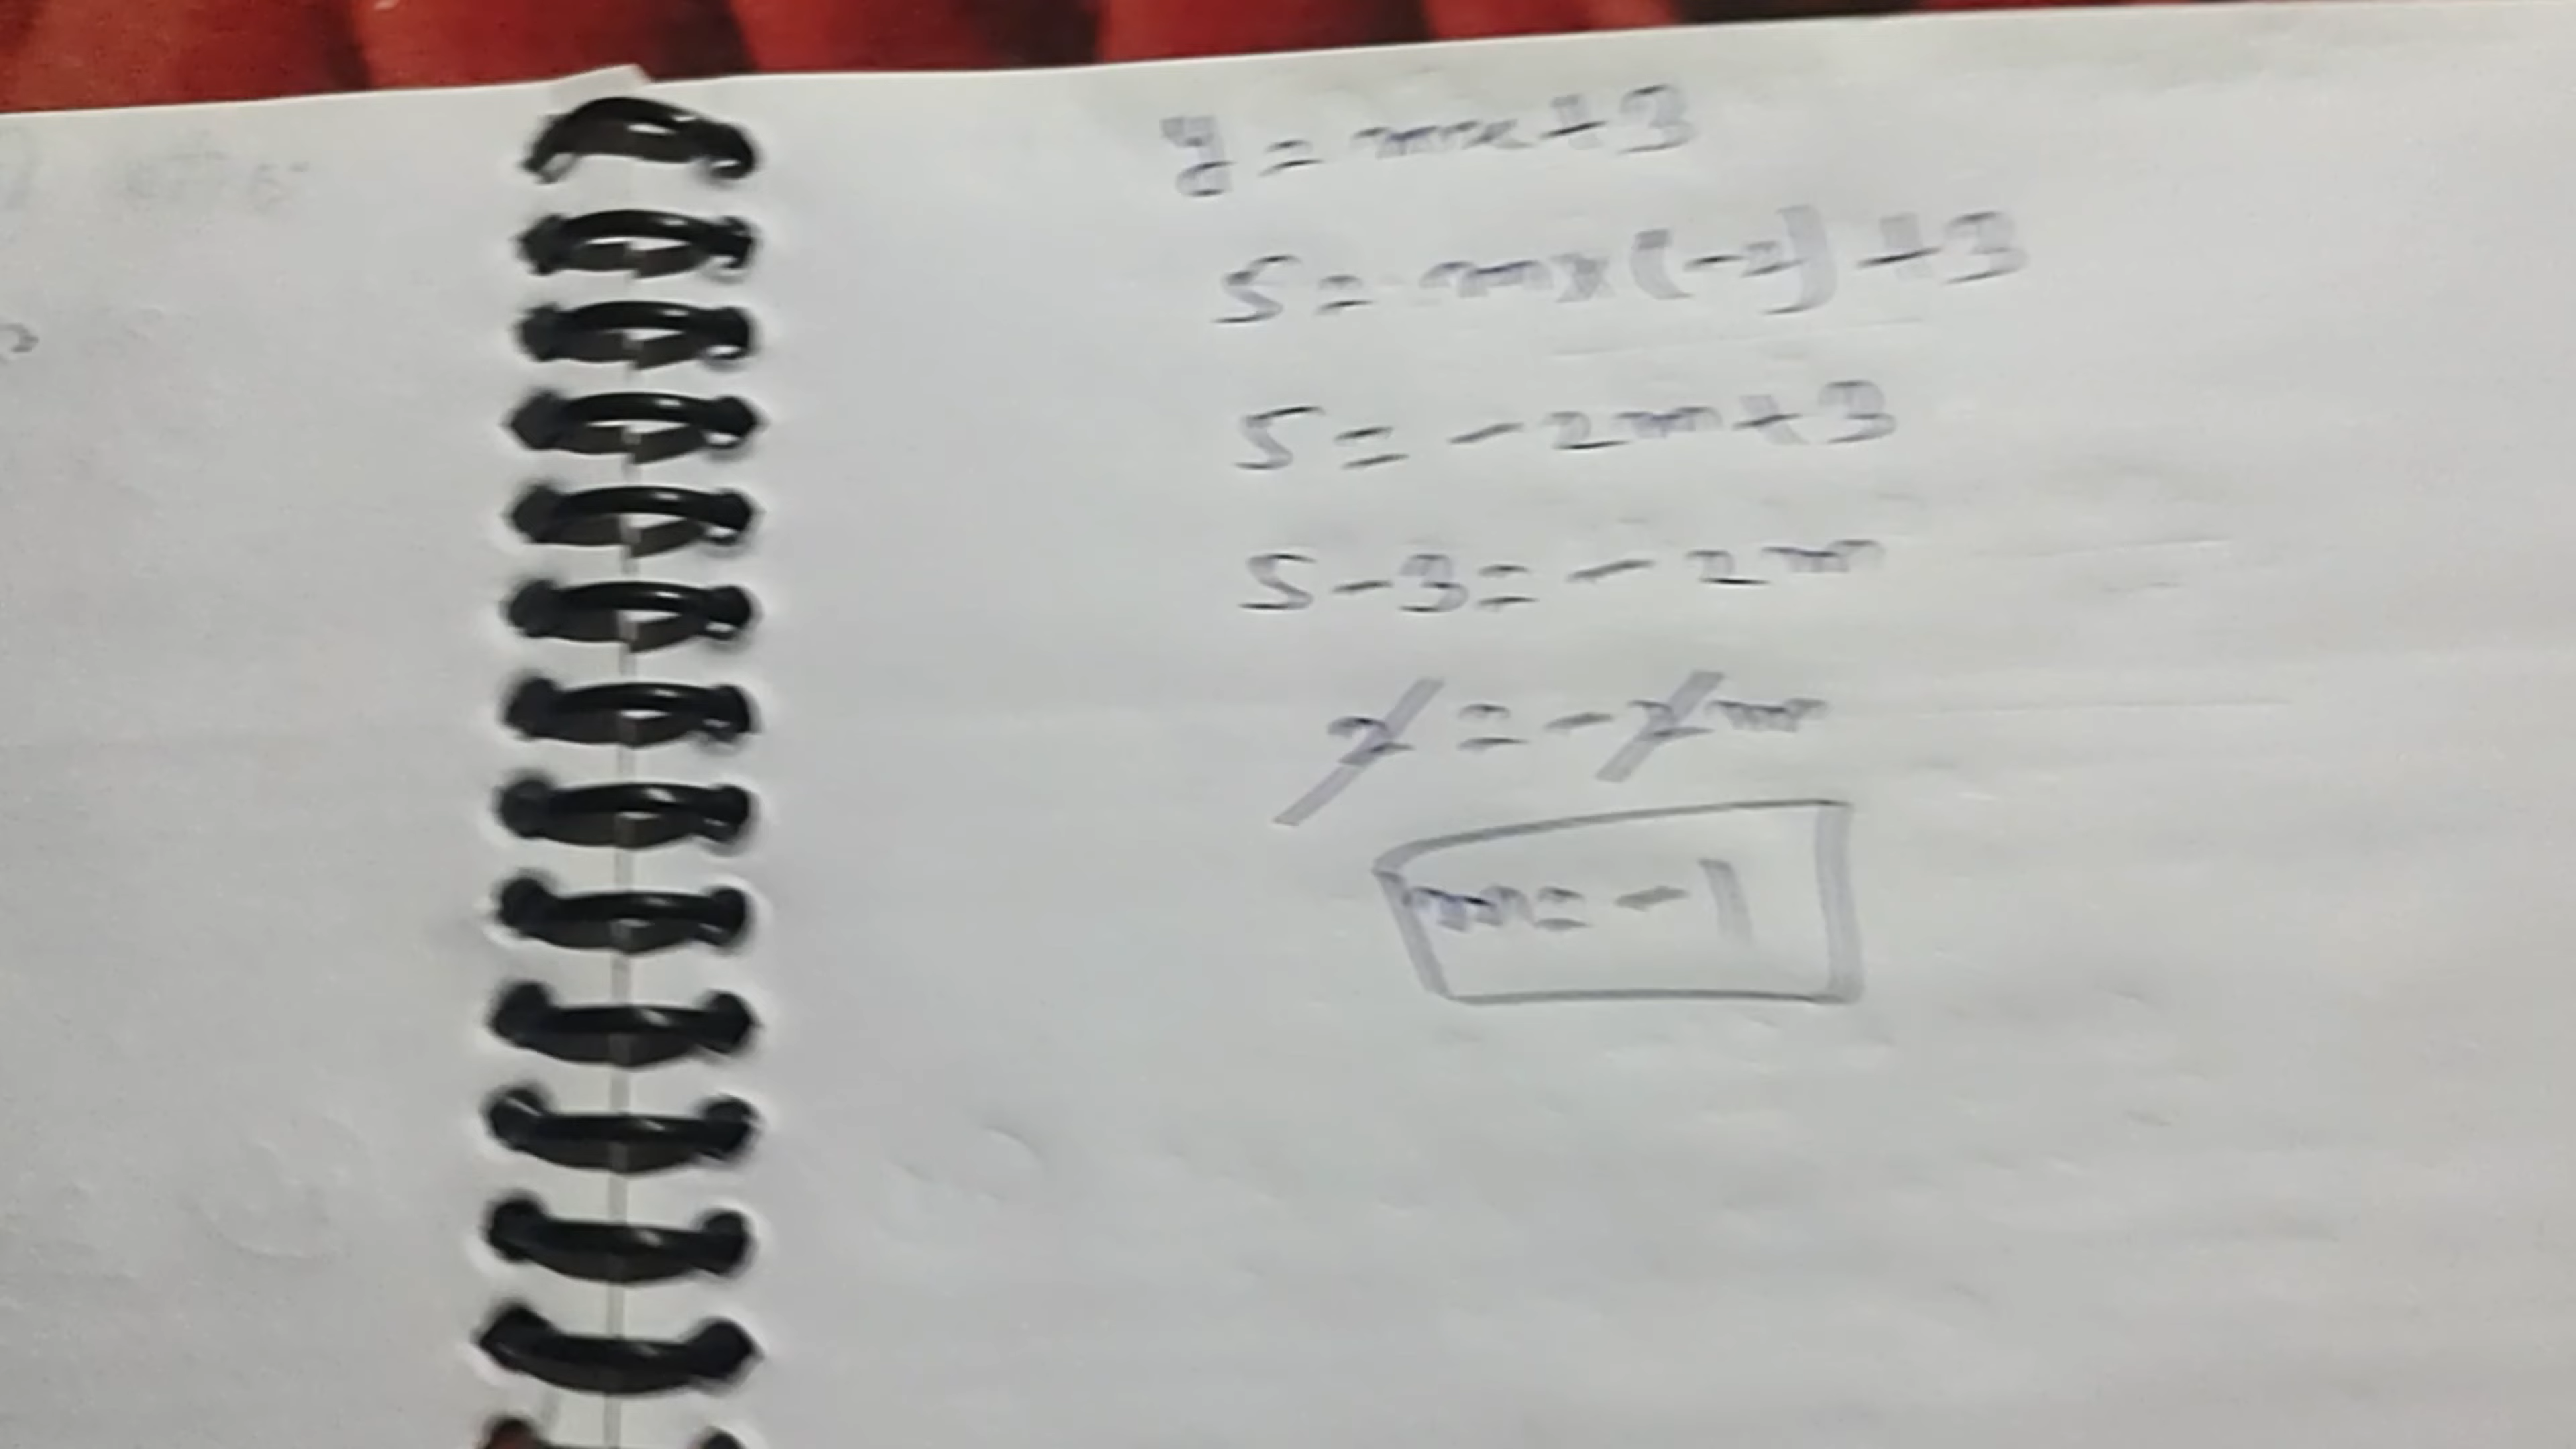 y = mx + 3
5 = m x (-2) + 3
5 = - 2m + 3
5 - 3 = - 2m
2 = - 2m
m = - 1